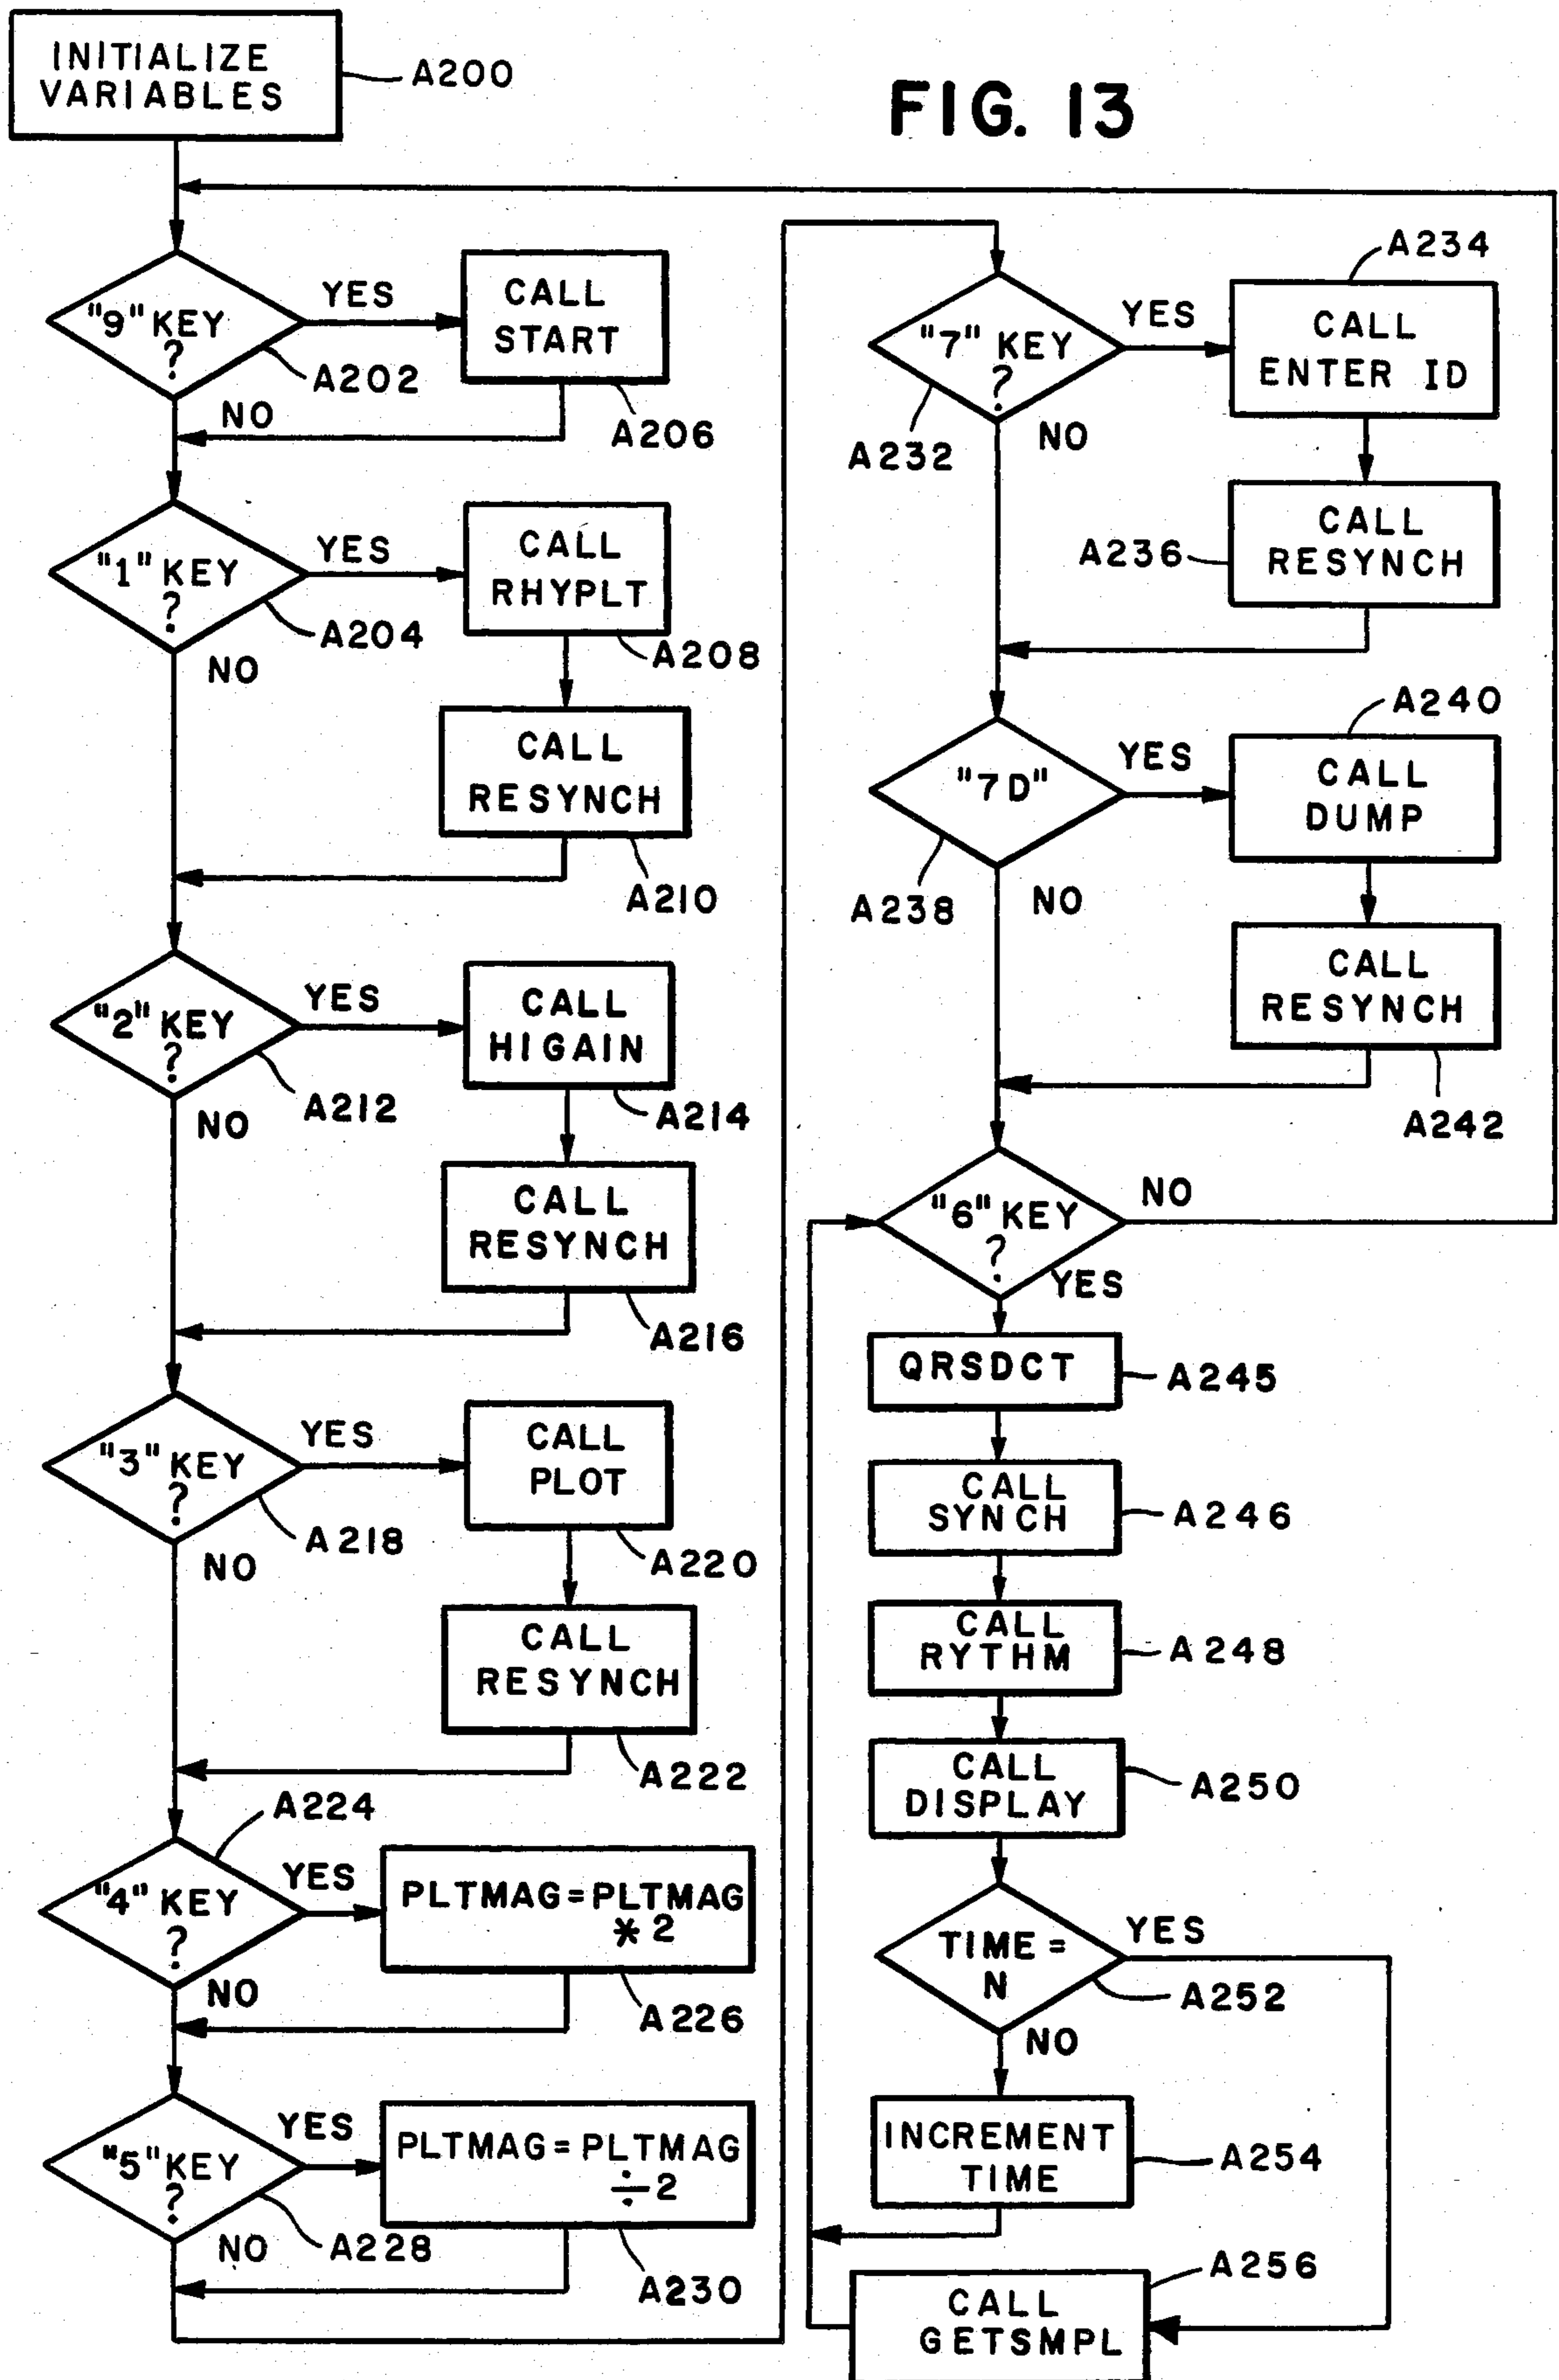 FIG. 13
INITIALIZE
VARIABLES
A200
"9" KEY
?
YES
A202
NO
CALL
START
A206
"1" KEY
?
YES
A204
NO
CALL
RHYPLT
A208
CALL
RESYNCH
A210
"2" KEY
?
YES
A212
NO
CALL
HIGAIN
A214
CALL
RESYNCH
A216
"3" KEY
?
YES
A218
NO
CALL
PLOT
A220
CALL
RESYNCH
A222
A224
"4" KEY
?
YES
NO
PLTMAG=PLTMAG
* 2
A226
"5" KEY
?
YES
NO
A228
PLTMAG=PLTMAG
÷2
A230
"7" KEY
?
YES
A232
NO
A234
CALL
ENTER ID
CALL
RESYNCH
A236
"7D"
YES
A238
NO
A240
CALL
DUMP
CALL
RESYNCH
A242
"6" KEY
?
NO
YES
QRSDCT
A245
CALL
SYNCH
A246
CALL
RYTHM
A248
CALL
DISPLAY
A250
TIME =
N
YES
A252
NO
INCREMENT
TIME
A254
A256
CALL
GETSMPL